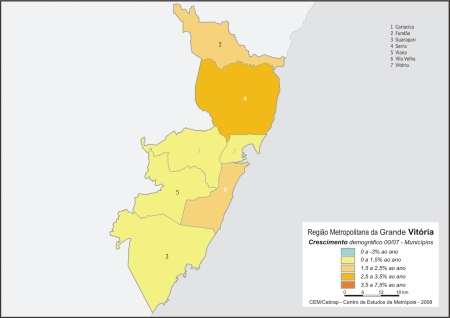 1 Cariacica
2 Fundão
3 Guarapari
4 Serra
5 Viana
6 Vila Velha
7 Vitória
2
4
1
7
5
6
3
Região Metropolitana da Grande Vitória
Crescimento demográfico 00/07 - Municípios
0 a -3% ao ano
0 a 1,5% ao ano
1,5 a 2,5% ao ano
2,5 a 3,5% ao ano
3,5 a 7,5% ao ano
0 6 12 18 km
CEM/Cebrap - Centro de Estudos da Metrópole - 2008